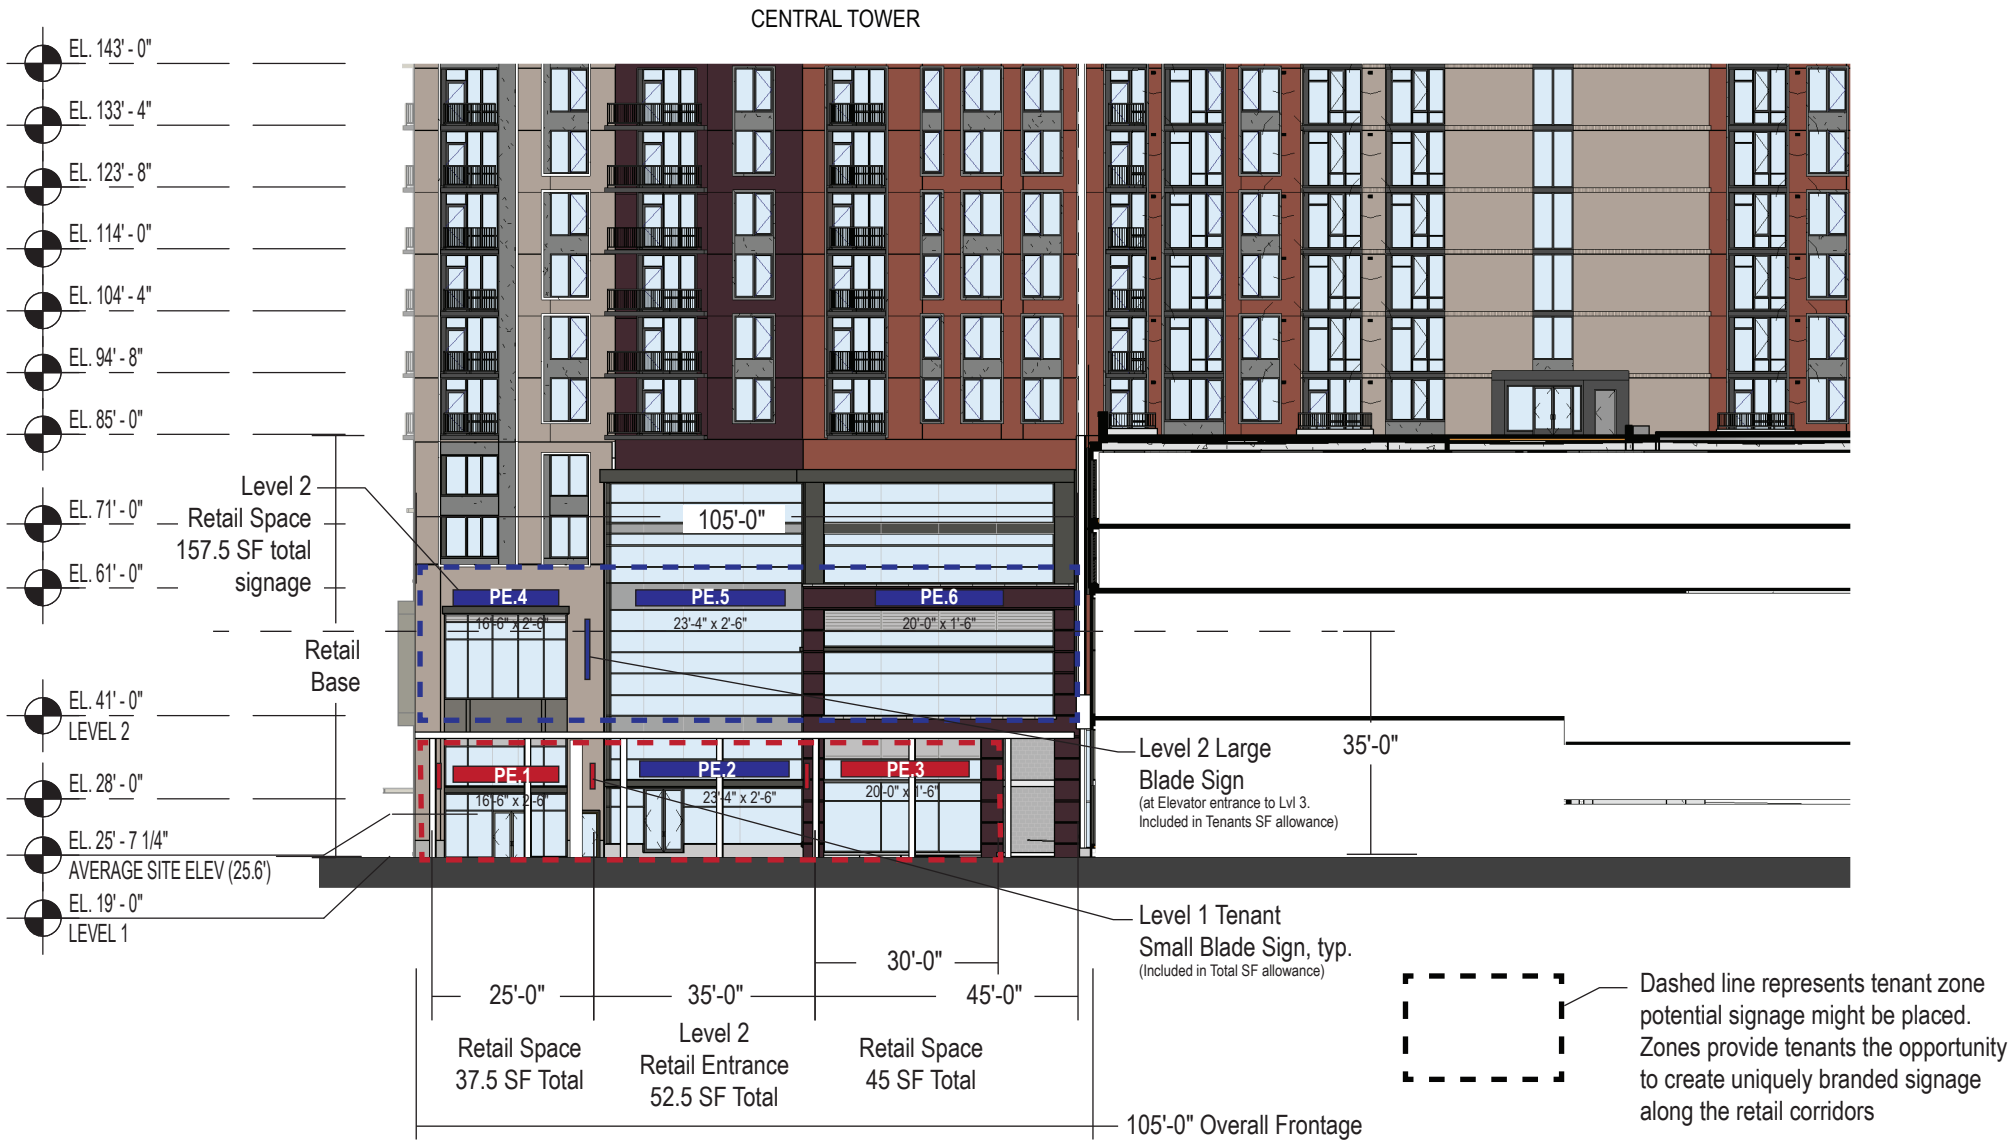 CENTRAL TOWER
EL. 143' - 0"
EL. 133' - 4"
EL. 123' - 8"
EL. 114' - 0"
EL. 104' - 4"
EL. 94' - 8"
EL. 85' - 0"
EL. 71' - 0"
EL. 61' - 0"
EL. 41' - 0"
LEVEL 2
EL. 28' - 0"
EL. 25' - 7 1/4"
AVERAGE SITE ELEV (25.6')
EL. 19' - 0"
LEVEL 1
Level 2
Retail Space
157.5 SF total
signage
Retail
Base
105'-0"
PE.4
16'-6" x 2'-6"
PE.5
23'-4" x 2'-6"
PE.6
20'-0" x 1'-6"
PE.1
16'-6" x 2'-6"
PE.2
23'-4" x 2'-6"
PE.3
20'-0" x 1'-6"
35'-0"
Level 2 Large
Blade Sign
(at Elevator entrance to Lvl 3.
Included in Tenants SF allowance)
Level 1 Tenant
Small Blade Sign, typ.
(Included in Total SF allowance)
30'-0"
25'-0"
35'-0"
45'-0"
Retail Space
37.5 SF Total
Level 2
Retail Entrance
52.5 SF Total
Retail Space
45 SF Total
105'-0" Overall Frontage
Dashed line represents tenant zone
potential signage might be placed.
Zones provide tenants the opportunity
to create uniquely branded signage
along the retail corridors